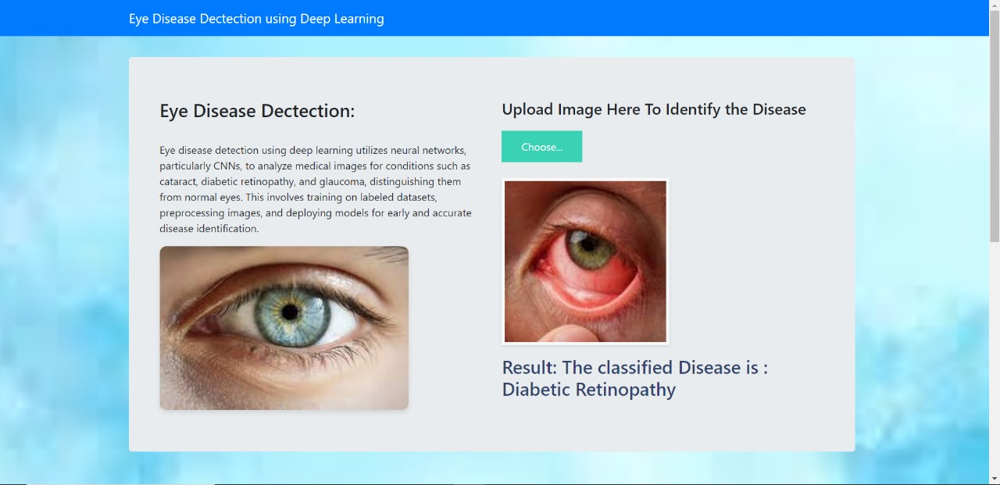 Eye Disease Dectection using Deep Learning
Eye Disease Dectection:
Eye disease detection using deep learning utilizes neural networks,
particularly CNNs, to analyze medical images for conditions such as
cataract, diabetic retinopathy, and glaucoma, distinguishing them
from normal eyes. This involves training on labeled datasets,
preprocessing images, and deploying models for early and accurate
disease identification.
Upload Image Here To Identify the Disease
Choose...
Result: The classified Disease is :
Diabetic Retinopathy